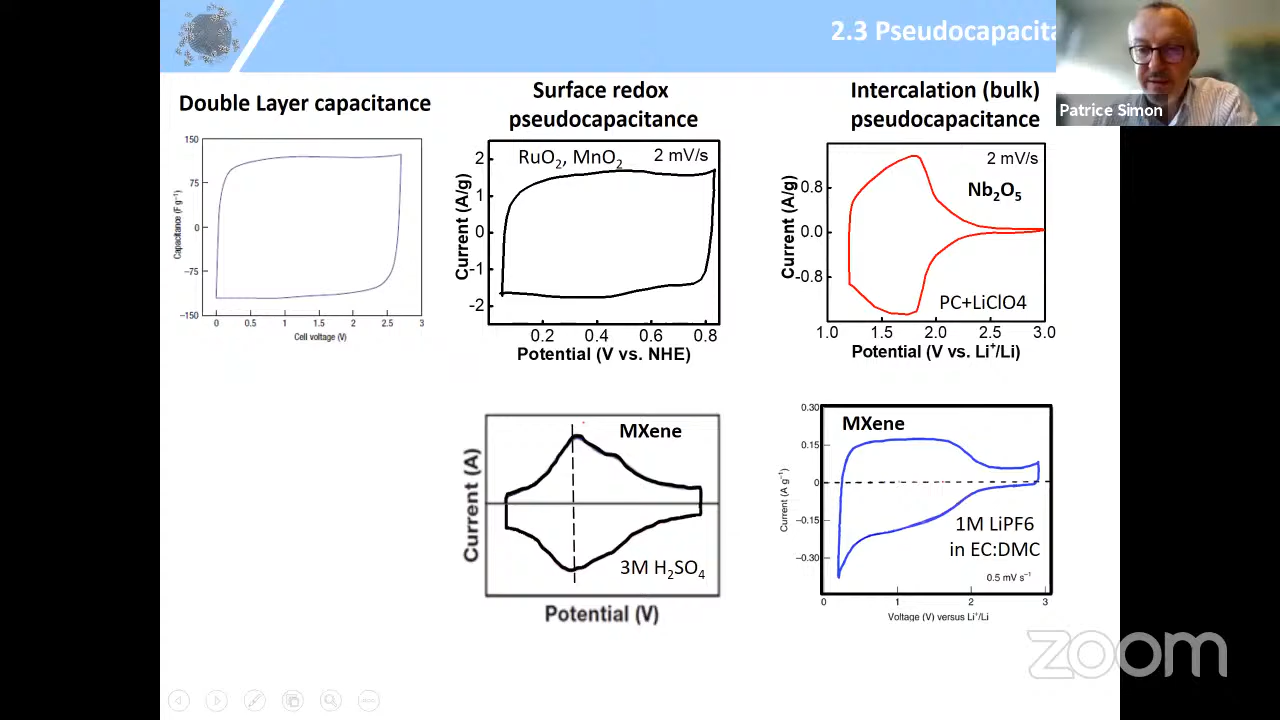 2.3 Pseudocapacita
Patrice Simon
Double Layer capacitance
150
75
0
−75
−150
Capacitance (F g⁻¹)
0 0.5 1 1.5 2 2.5 3
Cell voltage (V)
Surface redox
pseudocapacitance
RuO₂, MnO₂ 2 mV/s
2
1
0
-1
-2
Current (A/g)
0.2 0.4 0.6 0.8
Potential (V vs. NHE)
Intercalation (bulk)
pseudocapacitance
2 mV/s
Nb₂O₅
0.8
0.0
-0.8
Current (A/g)
PC+LiClO4
1.0 1.5 2.0 2.5 3.0
Potential (V vs. Li⁺/Li)
MXene
Current (A)
3M H₂SO₄
Potential (V)
MXene
0.30
0.15
0
−0.15
−0.30
Current (A g⁻¹)
1M LiPF6
in EC:DMC
0.5 mV s⁻¹
0 1 2 3
Voltage (V) versus Li⁺/Li
zoom